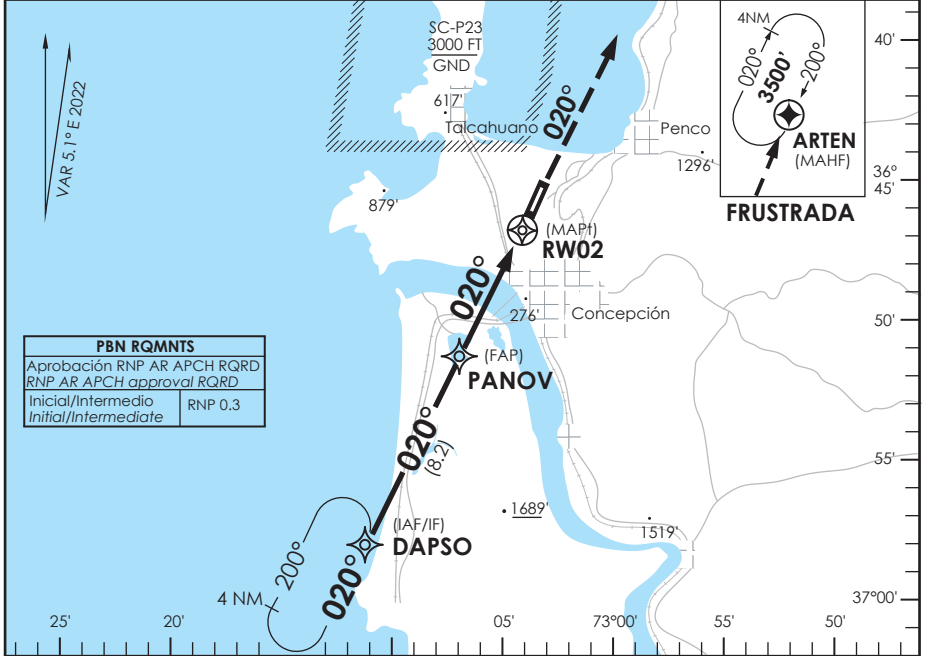 SC-P23
3000 FT
GND
617'
Talcahuano
020°
Penco
1296'
879'
VAR 5.1° E 2022
4NM
020°
3500'
200°
ARTEN
(MAHF)
FRUSTRADA
40'
36°
45'
(MAPt)
RW02
020°
276'
Concepción
50'
PBN RQMNTS
Aprobación RNP AR APCH RQRD
RNP AR APCH approval RQRD
Inicial/Intermedio
Initial/Intermediate
RNP 0.3
(FAP)
PANOV
020°
(8.2)
55'
1689'
1519'
(IAF/IF)
DAPSO
200°
020°
4 NM
37°00'
25'
20'
05'
73°00'
55'
50'